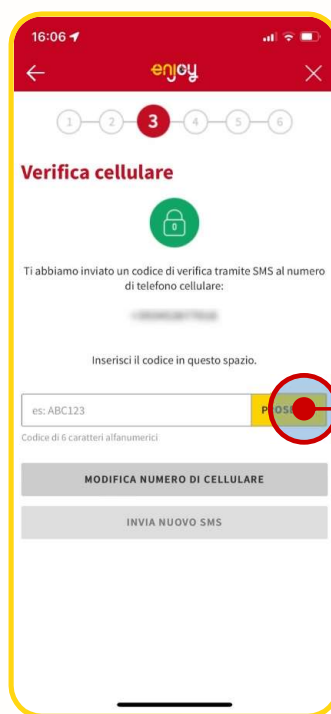 16:06
enjoy
1 2 3 4 5 6
Verifica cellulare
Ti abbiamo inviato un codice di verifica tramite SMS al numero
di telefono cellulare:
Inserisci il codice in questo spazio.
es: ABC123
Codice di 6 caratteri alfanumerici
MODIFICA NUMERO DI CELLULARE
INVIA NUOVO SMS